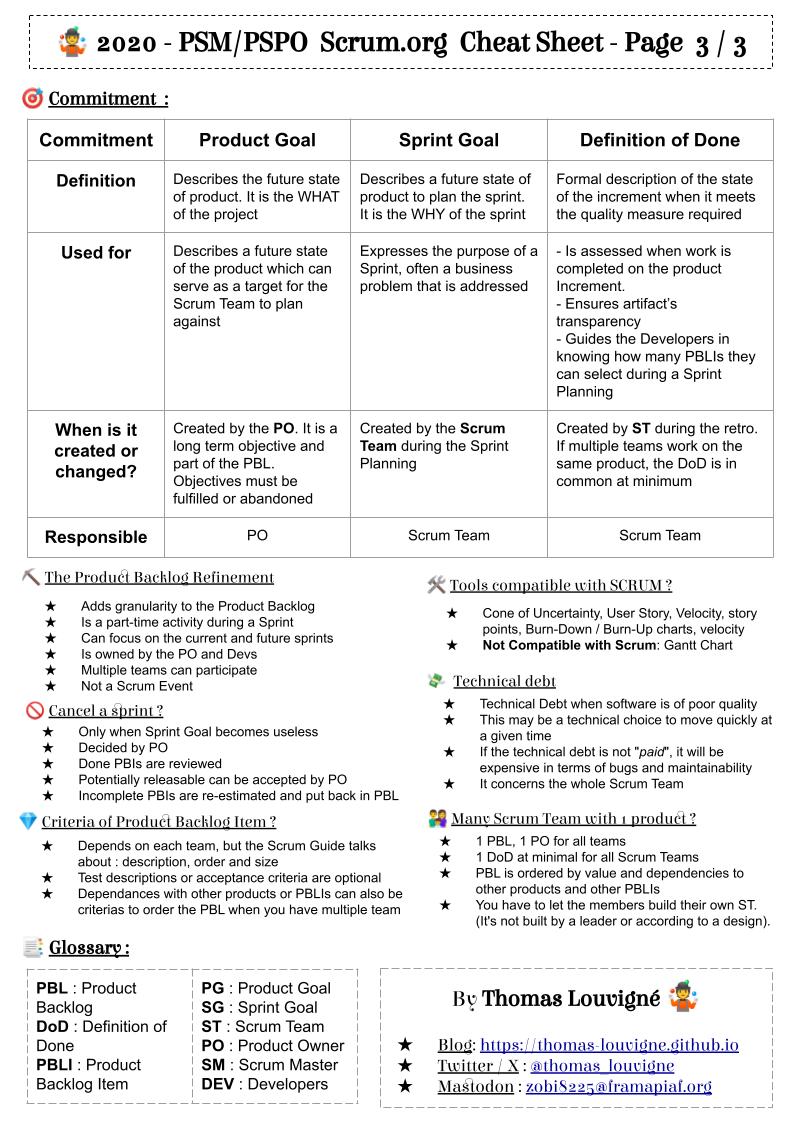 2020 - PSM/PSPO Scrum.org Cheat Sheet - Page 3 / 3
Commitment :
Commitment
Product Goal
Sprint Goal
Definition of Done
Definition
Describes the future state
of product. It is the WHAT
of the project
Describes a future state of
product to plan the sprint.
It is the WHY of the sprint
Formal description of the state
of the increment when it meets
the quality measure required
Used for
Describes a future state
of the product which can
serve as a target for the
Scrum Team to plan
against
Expresses the purpose of a
Sprint, often a business
problem that is addressed
- Is assessed when work is
completed on the product
Increment.
- Ensures artifact's
transparency
- Guides the Developers in
knowing how many PBLIs they
can select during a Sprint
Planning
When is it
created or
changed?
Created by the PO. It is a
long term objective and
part of the PBL.
Objectives must be
fulfilled or abandoned
Created by the Scrum
Team during the Sprint
Planning
Created by ST during the retro.
If multiple teams work on the
same product, the DoD is in
common at minimum
Responsible
PO
Scrum Team
Scrum Team
The Product Backlog Refinement
★ Adds granularity to the Product Backlog
★ Is a part-time activity during a Sprint
★ Can focus on the current and future sprints
★ Is owned by the PO and Devs
★ Multiple teams can participate
★ Not a Scrum Event
Cancel a sprint ?
★ Only when Sprint Goal becomes useless
★ Decided by PO
★ Done PBIs are reviewed
★ Potentially releasable can be accepted by PO
★ Incomplete PBIs are re-estimated and put back in PBL
Criteria of Product Backlog Item ?
★ Depends on each team, but the Scrum Guide talks
about : description, order and size
★ Test descriptions or acceptance criteria are optional
★ Dependances with other products or PBLIs can also be
criterias to order the PBL when you have multiple team
Tools compatible with SCRUM ?
★ Cone of Uncertainty, User Story, Velocity, story
points, Burn-Down / Burn-Up charts, velocity
★ Not Compatible with Scrum: Gantt Chart
Technical debt
★ Technical Debt when software is of poor quality
★ This may be a technical choice to move quickly at
a given time
★ If the technical debt is not "paid", it will be
expensive in terms of bugs and maintainability
★ It concerns the whole Scrum Team
Many Scrum Team with 1 product ?
★ 1 PBL, 1 PO for all teams
★ 1 DoD at minimal for all Scrum Teams
★ PBL is ordered by value and dependencies to
other products and other PBLIs
★ You have to let the members build their own ST.
(It's not built by a leader or according to a design).
Glossary :
PBL : Product
Backlog
DoD : Definition of
Done
PBLI : Product
Backlog Item
PG : Product Goal
SG : Sprint Goal
ST : Scrum Team
PO : Product Owner
SM : Scrum Master
DEV : Developers
By Thomas Louvigné
★ Blog: https://thomas-louvigne.github.io
★ Twitter / X : @thomas_louvigne
★ Mastodon : zobi8225@framapiaf.org